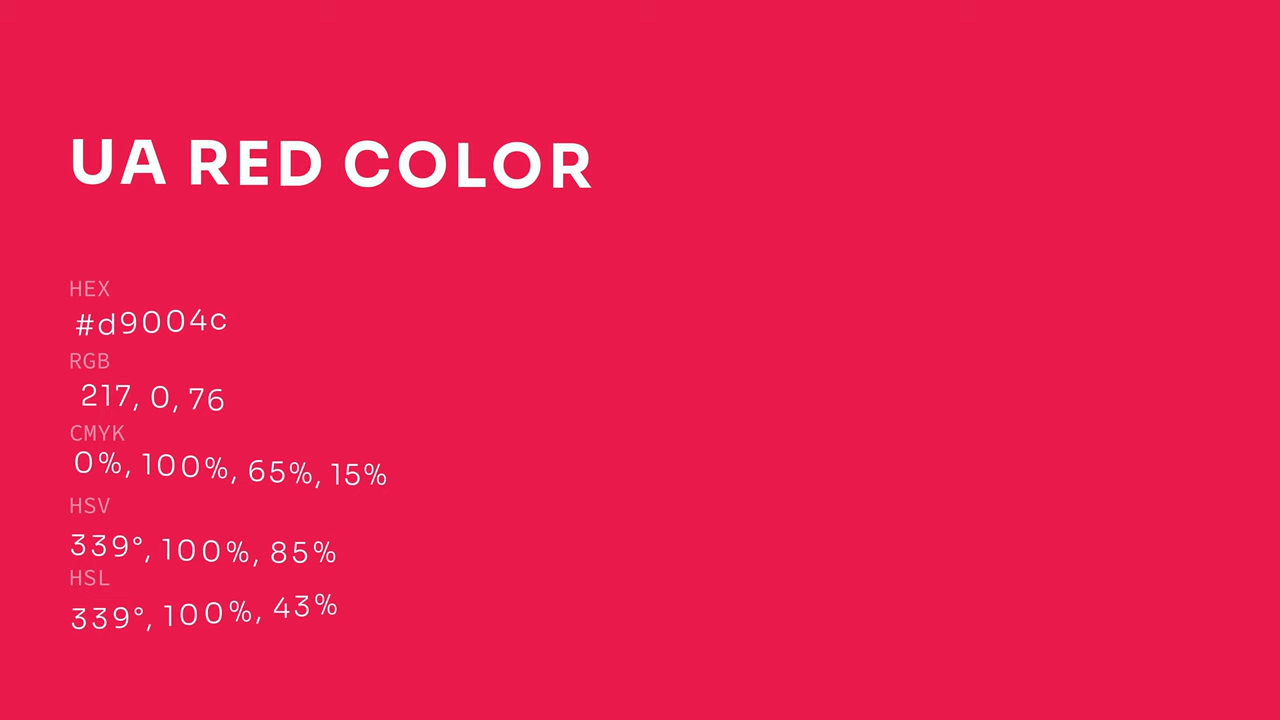 UA RED COLOR
HEX
#d9004c
RGB
217, 0, 76
CMYK
0%, 100%, 65%, 15%
HSV
339°, 100%, 85%
HSL
339°, 100%, 43%